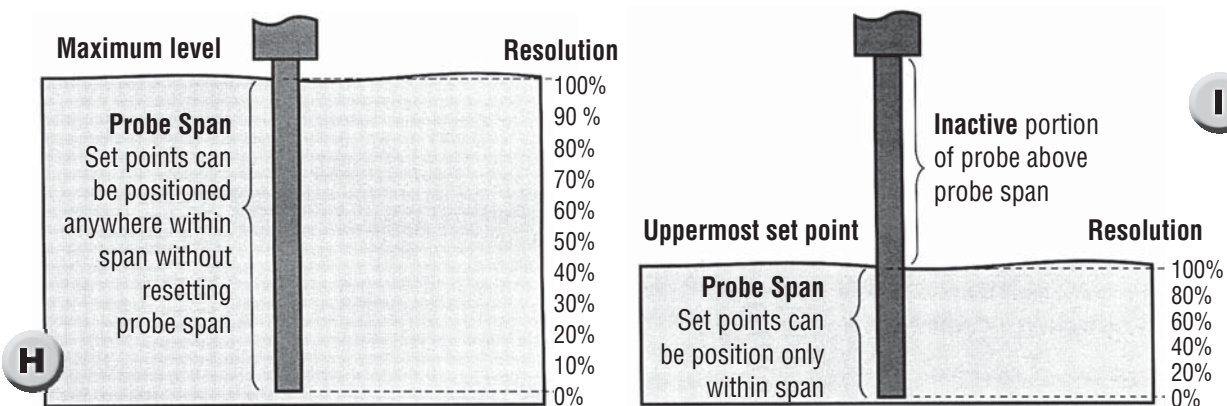 Maximum level
Resolution
100%
90 %
80%
70%
60%
50%
40%
30%
20%
10%
0%
Probe Span
Set points can
be positioned
anywhere within
span without
resetting
probe span
H
I
Inactive portion
of probe above
probe span
Uppermost set point
Resolution
100%
80%
60%
40%
20%
0%
Probe Span
Set points can
be position only
within span